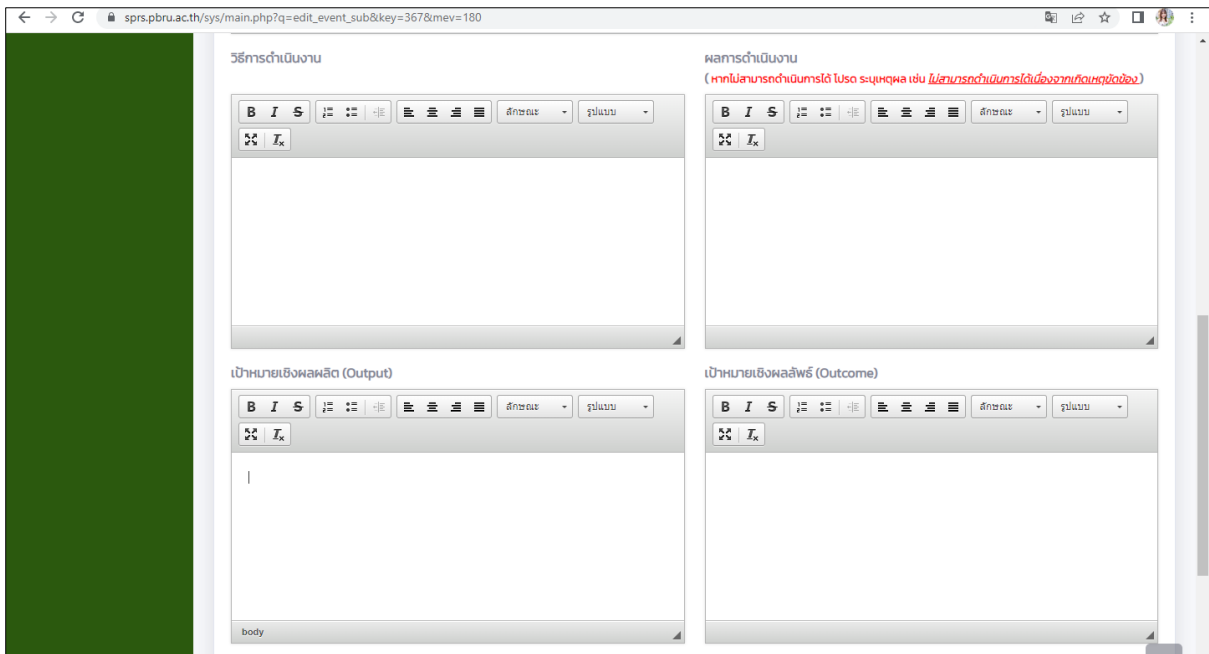 sprs.pbru.ac.th/sys/main.php?q=edit_event_sub&key=367&mev=180
วิธีการดำเนินงาน
ผลการดำเนินงาน
( หากไม่สามารถดำเนินการได้ โปรด ระบุเหตุผล เช่น ไม่สามารถดำเนินการได้เนื่องจากเกิดเหตุขัดข้อง )
B I S ลักษณะ รูปแบบ
Ix
B I S ลักษณะ รูปแบบ
Ix
เป้าหมายเชิงผลผลิต (Output)
เป้าหมายเชิงผลลัพธ์ (Outcome)
B I S ลักษณะ รูปแบบ
Ix
B I S ลักษณะ รูปแบบ
Ix
body